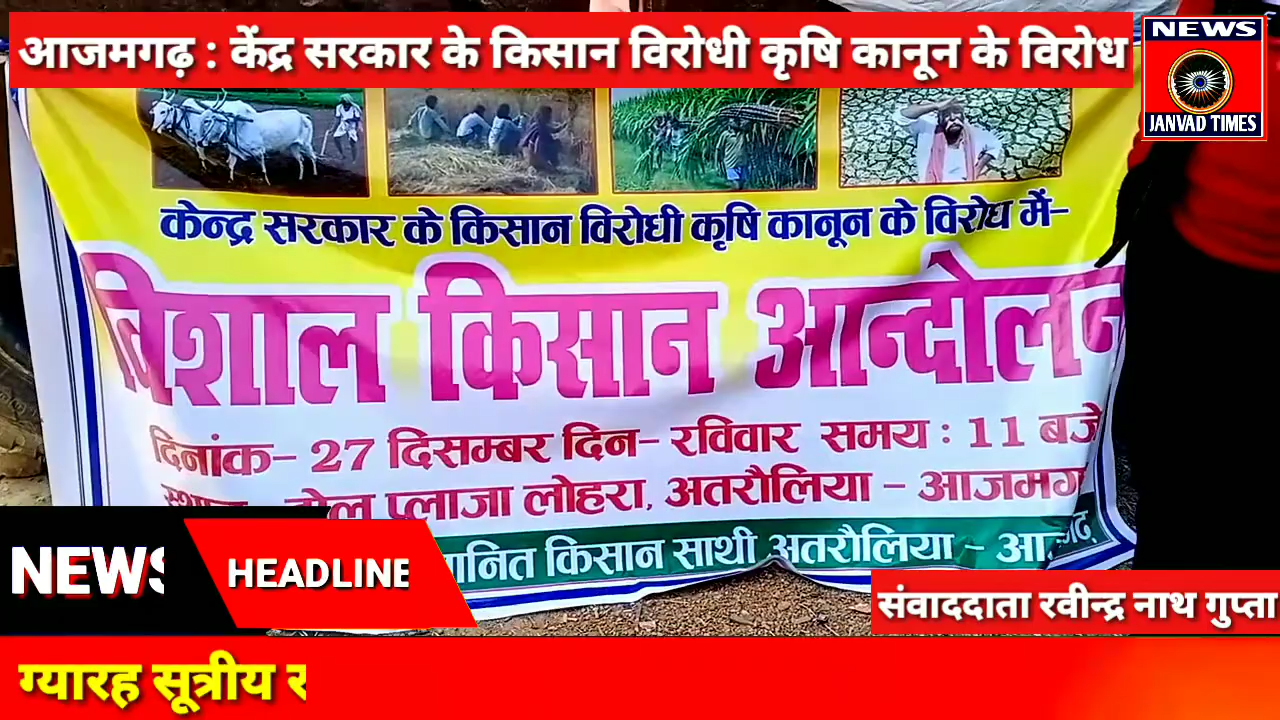 आजमगढ़ : केंद्र सरकार के किसान विरोधी कृषि कानून के विरोध
NEWS
JANVAD TIMES
केन्द्र सरकार के किसान विरोधी कृषि कानून के विरोध में-
विशाल किसान आन्दोलन
दिनांक- 27 दिसम्बर दिन- रविवार समय : 11 बजे
प्लाजा लोहरा, अतरौलिया -
किसान साथी अतरौलिया -
NEWS
HEADLINE
संवाददाता रवीन्द्र नाथ गुप्ता
ग्यारह सूत्रीय